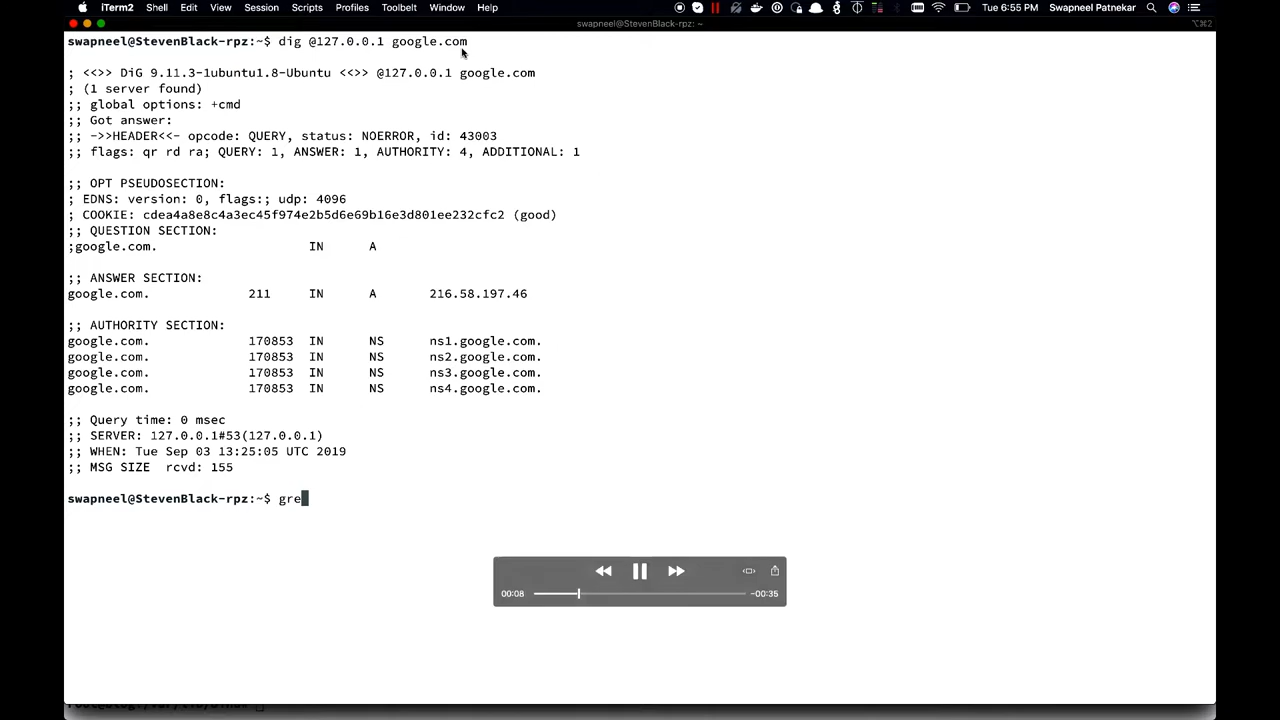 iTerm2 Shell Edit View Session Scripts Profiles Toolbelt Window Help Tue 6:55 PM Swapneel Patnekar
swapneel@StevenBlack-rpz: ~ ⌥⌘2
swapneel@StevenBlack-rpz:~$ dig @127.0.0.1 google.com
; <<>> DiG 9.11.3-1ubuntu1.8-Ubuntu <<>> @127.0.0.1 google.com
; (1 server found)
;; global options: +cmd
;; Got answer:
;; ->>HEADER<<- opcode: QUERY, status: NOERROR, id: 43003
;; flags: qr rd ra; QUERY: 1, ANSWER: 1, AUTHORITY: 4, ADDITIONAL: 1
;; OPT PSEUDOSECTION:
; EDNS: version: 0, flags:; udp: 4096
; COOKIE: cdea4a8e8c4a3ec45f974e2b5d6e69b16e3d801ee232cfc2 (good)
;; QUESTION SECTION:
;google.com. IN A
;; ANSWER SECTION:
google.com. 211 IN A 216.58.197.46
;; AUTHORITY SECTION:
google.com. 170853 IN NS ns1.google.com.
google.com. 170853 IN NS ns2.google.com.
google.com. 170853 IN NS ns3.google.com.
google.com. 170853 IN NS ns4.google.com.
;; Query time: 0 msec
;; SERVER: 127.0.0.1#53(127.0.0.1)
;; WHEN: Tue Sep 03 13:25:05 UTC 2019
;; MSG SIZE rcvd: 155
swapneel@StevenBlack-rpz:~$ gre
00:08 -00:35